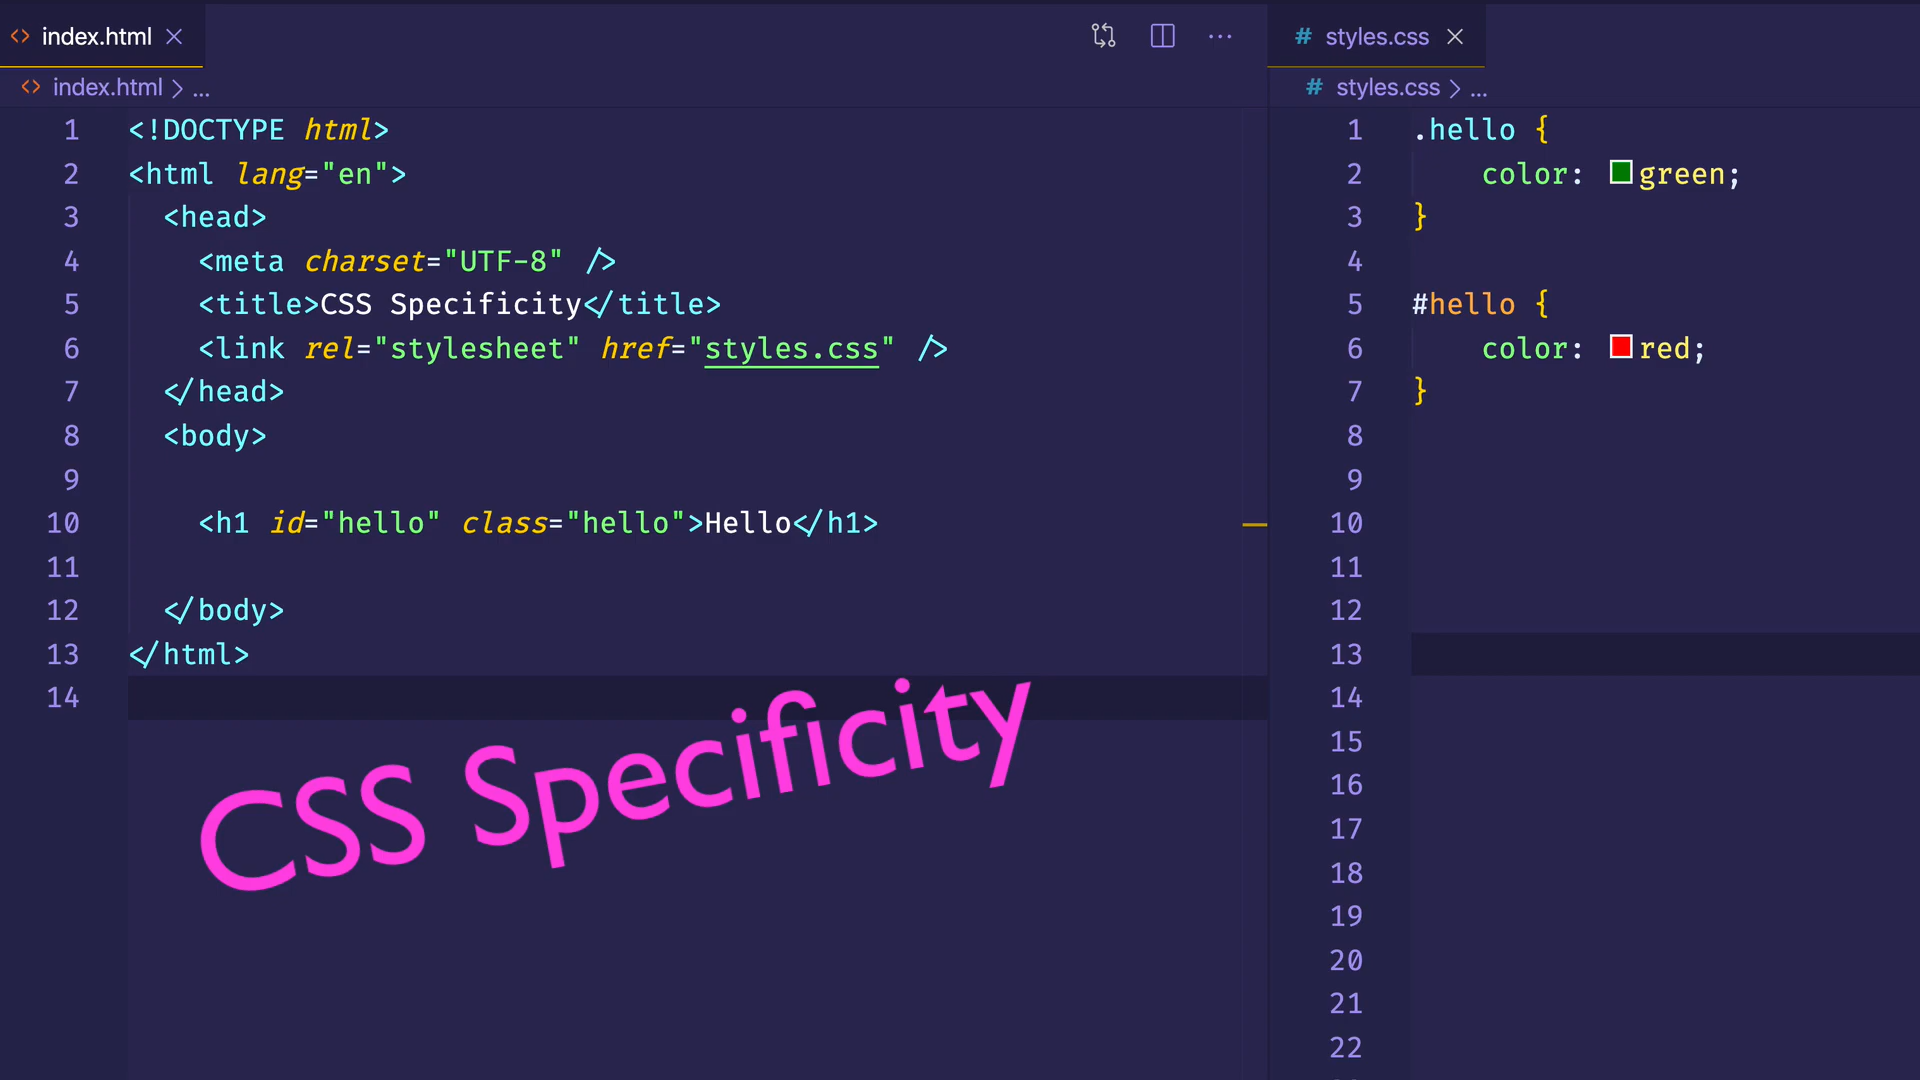 index.html
index.html > ...
1 <!DOCTYPE html>
2 <html lang="en">
3 <head>
4 <meta charset="UTF-8" />
5 <title>CSS Specificity</title>
6 <link rel="stylesheet" href="styles.css" />
7 </head>
8 <body>
9
10 <h1 id="hello" class="hello">Hello</h1>
11
12 </body>
13 </html>
14
CSS Specificity
# styles.css
# styles.css > ...
1 .hello {
2 color: green;
3 }
4
5 #hello {
6 color: red;
7 }
8
9
10
11
12
13
14
15
16
17
18
19
20
21
22